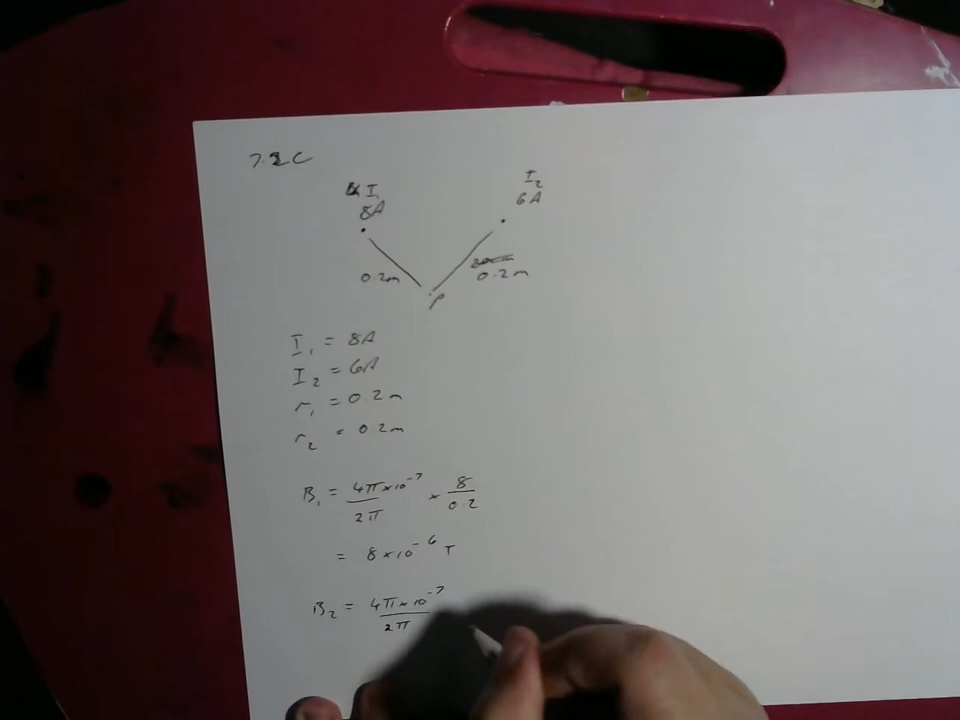 7.2C
I₁ I₂
8A 6A
0.2m 0.2m
P
I₁ = 8A
I₂ = 6A
r₁ = 0.2m
r₂ = 0.2m
B₁ = 4π×10⁻⁷/2π × 8/0.2
= 8×10⁻⁶ T
B₂ = 4π×10⁻⁷/2π